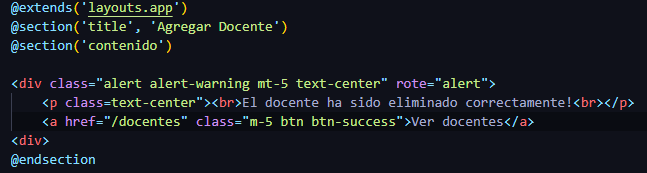 @extends('layouts.app')
@section('title', 'Agregar Docente')
@section('contenido')
<div class="alert alert-warning mt-5 text-center" rote="alert">
<p class=text-center"><br>El docente ha sido eliminado correctamente!<br></p>
<a href="/docentes" class="m-5 btn btn-success">Ver docentes</a>
<div>
@endsection